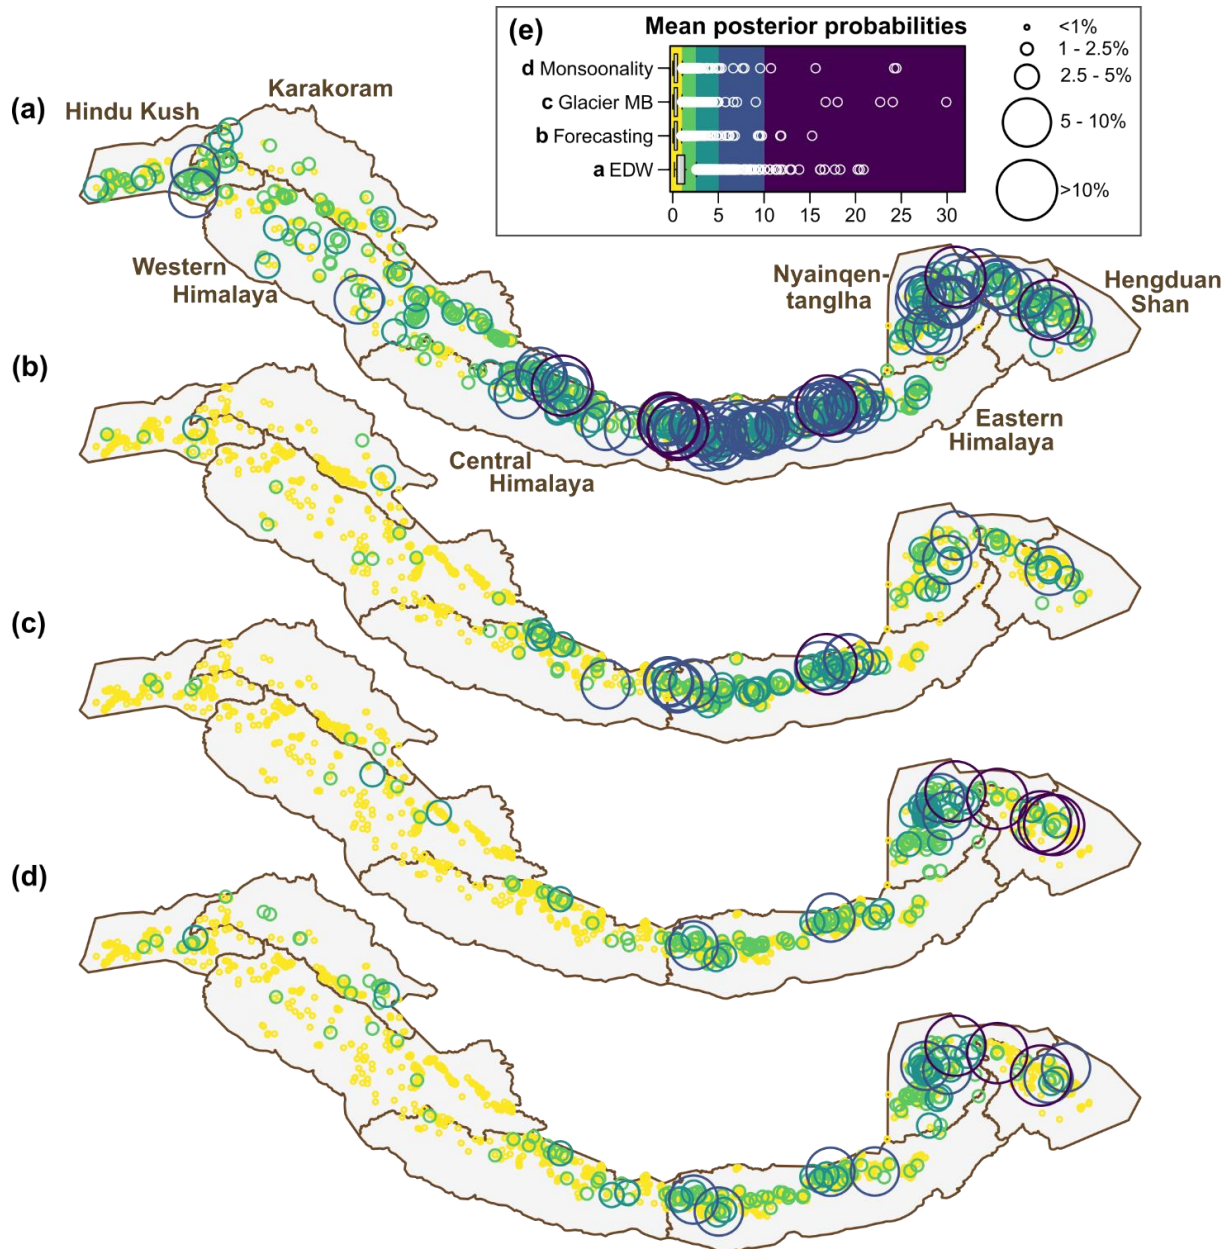 (e) Mean posterior probabilities
d Monsoonality
c Glacier MB
b Forecasting
a EDW
0 5 10 15 20 25 30
<1%
1 - 2.5%
2.5 - 5%
5 - 10%
>10%
(a)
Hindu Kush
Karakoram
Western
Himalaya
Central
Himalaya
Nyainqen-
tanglha
Hengduan
Shan
Eastern
Himalaya
(b)
(c)
(d)